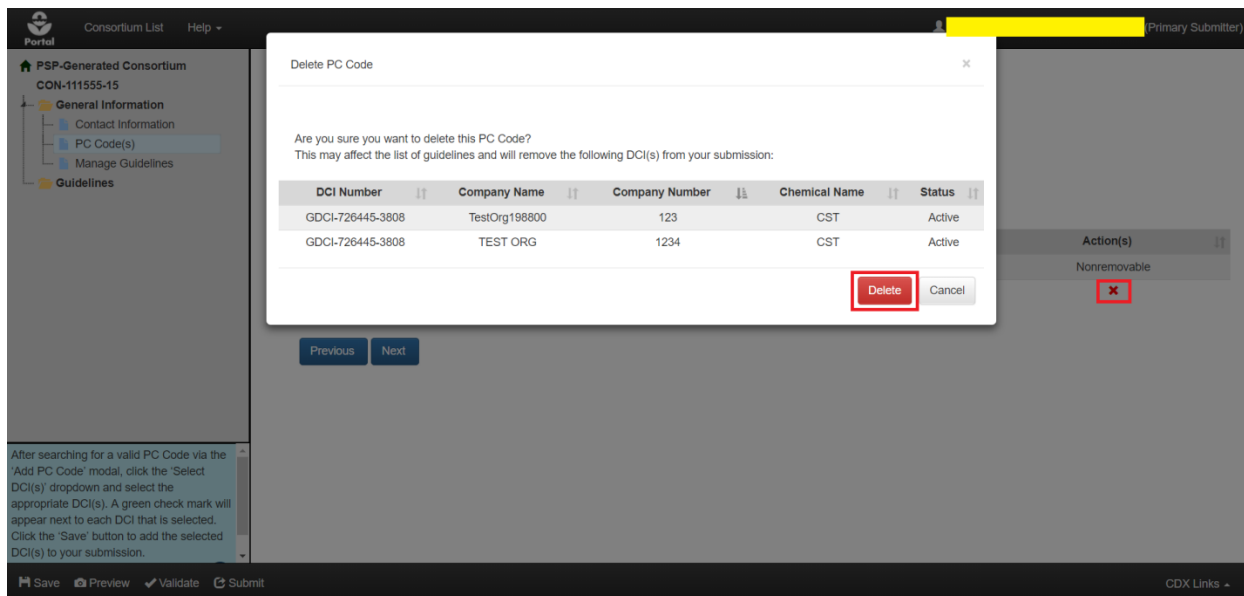 Portal
Consortium List Help
(Primary Submitter)
PSP-Generated Consortium
CON-111555-15
General Information
Contact Information
PC Code(s)
Manage Guidelines
Guidelines
Delete PC Code
×
Are you sure you want to delete this PC Code?
This may affect the list of guidelines and will remove the following DCI(s) from your submission:
DCI Number Company Name Company Number Chemical Name Status
GDCI-726445-3808 TestOrg198800 123 CST Active
GDCI-726445-3808 TEST ORG 1234 CST Active
Delete Cancel
Action(s)
Nonremovable
Previous Next
After searching for a valid PC Code via the
'Add PC Code' modal, click the 'Select
DCI(s)' dropdown and select the
appropriate DCI(s). A green check mark will
appear next to each DCI that is selected.
Click the 'Save' button to add the selected
DCI(s) to your submission.
Save Preview Validate Submit
CDX Links